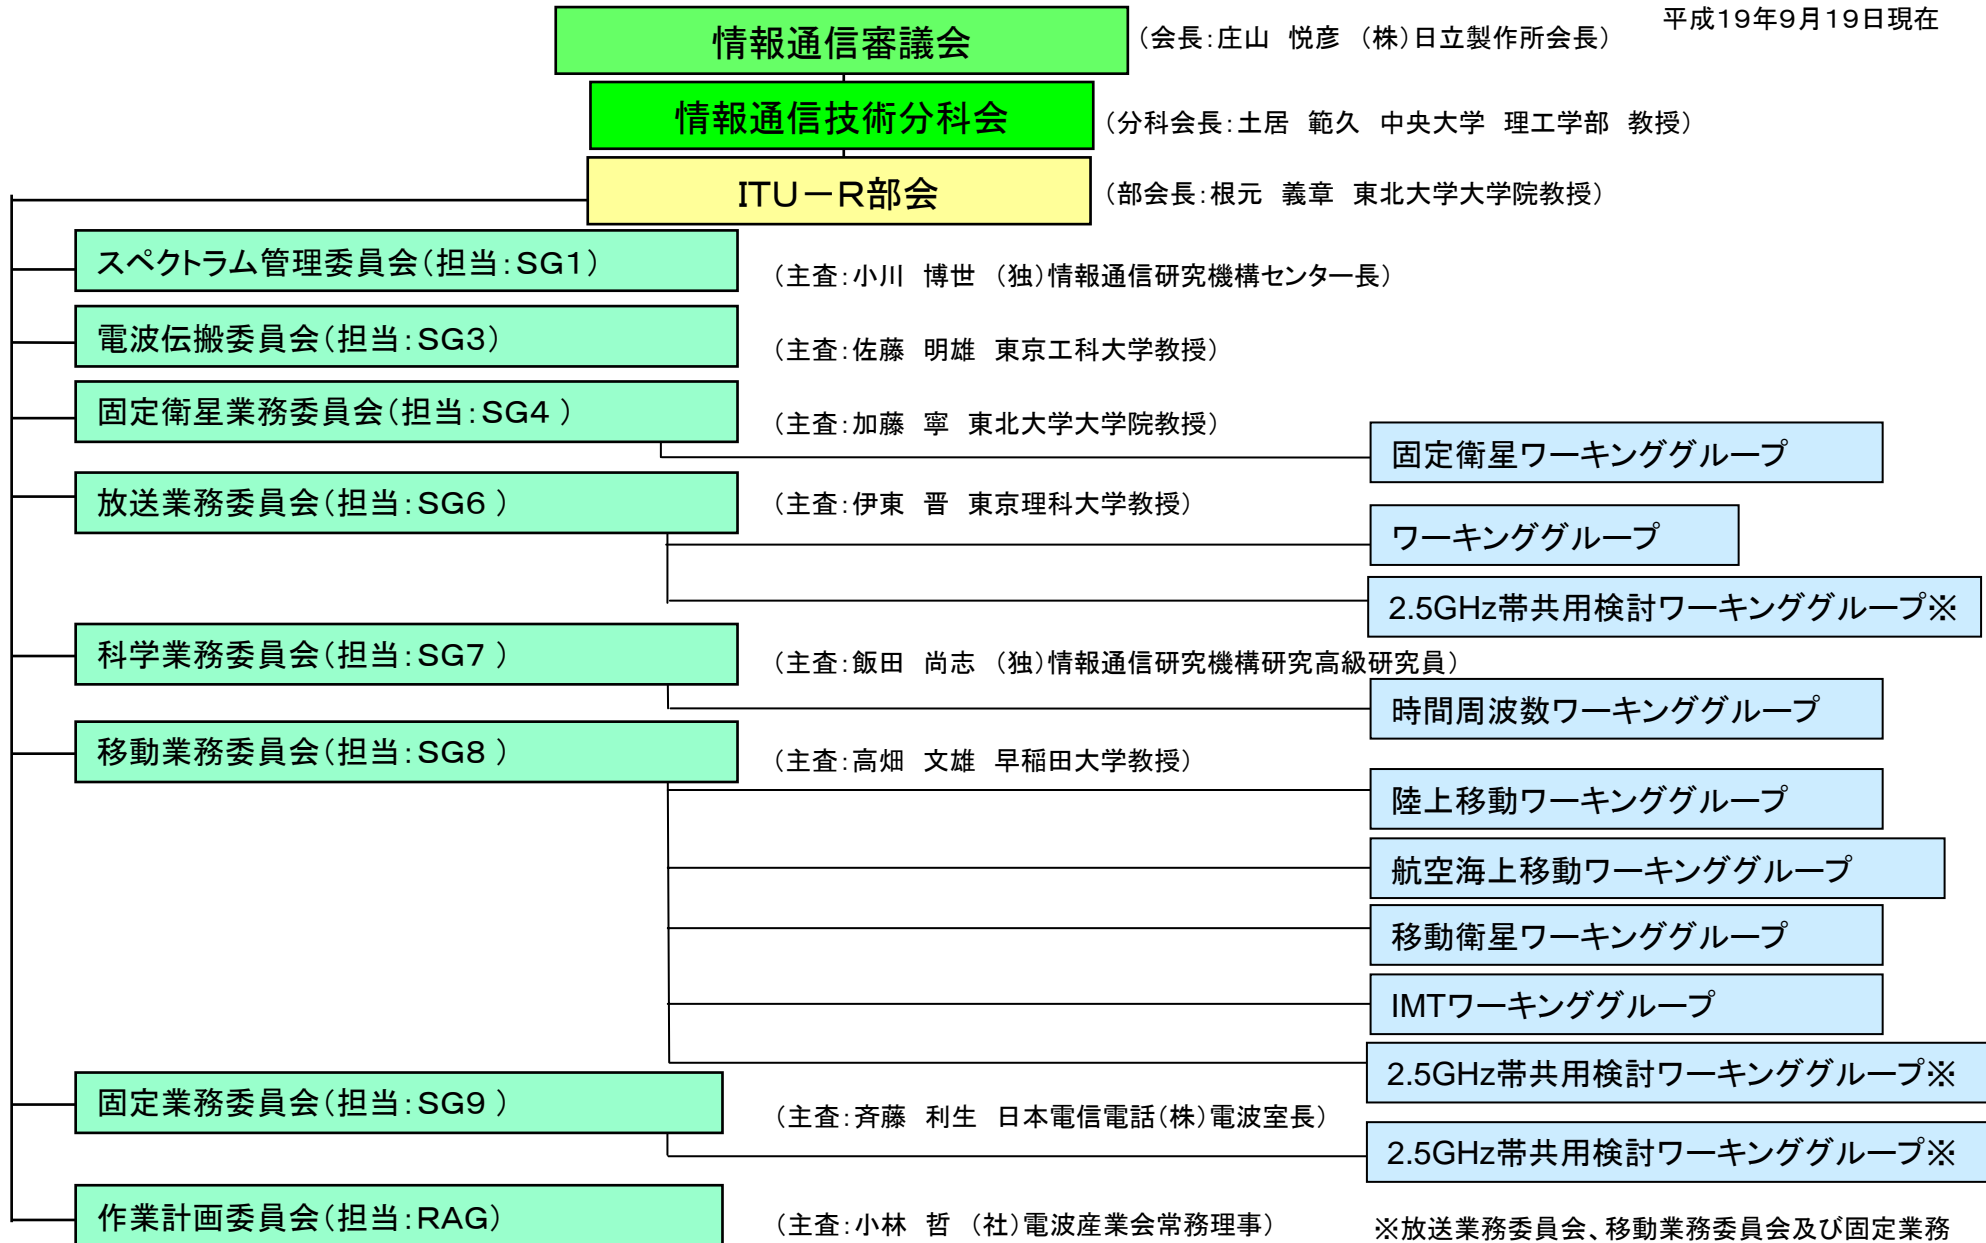 平成19年9月19日現在
情報通信審議会
（会長：庄山　悦彦　（株）日立製作所会長）
情報通信技術分科会
（分科会長：土居　範久　中央大学　理工学部　教授）
ITU－R部会
（部会長：根元　義章　東北大学大学院教授）
スペクトラム管理委員会（担当：SG1）
（主査：小川　博世　（独）情報通信研究機構センター長）
電波伝搬委員会（担当：SG3）
（主査：佐藤　明雄　東京工科大学教授）
固定衛星業務委員会（担当：SG4 ）
（主査：加藤　寧　東北大学大学院教授）
固定衛星ワーキンググループ
放送業務委員会（担当：SG6 ）
（主査：伊東　晋　東京理科大学教授）
ワーキンググループ
2.5GHz帯共用検討ワーキンググループ※
科学業務委員会（担当：SG7 ）
（主査：飯田　尚志　（独）情報通信研究機構研究高級研究員）
時間周波数ワーキンググループ
移動業務委員会（担当：SG8 ）
（主査：高畑　文雄　早稲田大学教授）
陸上移動ワーキンググループ
航空海上移動ワーキンググループ
移動衛星ワーキンググループ
IMTワーキンググループ
2.5GHz帯共用検討ワーキンググループ※
固定業務委員会（担当：SG9 ）
（主査：斉藤　利生　日本電信電話（株）電波室長）
2.5GHz帯共用検討ワーキンググループ※
作業計画委員会（担当：RAG）
（主査：小林　哲　（社）電波産業会常務理事）
※放送業務委員会、移動業務委員会及び固定業務